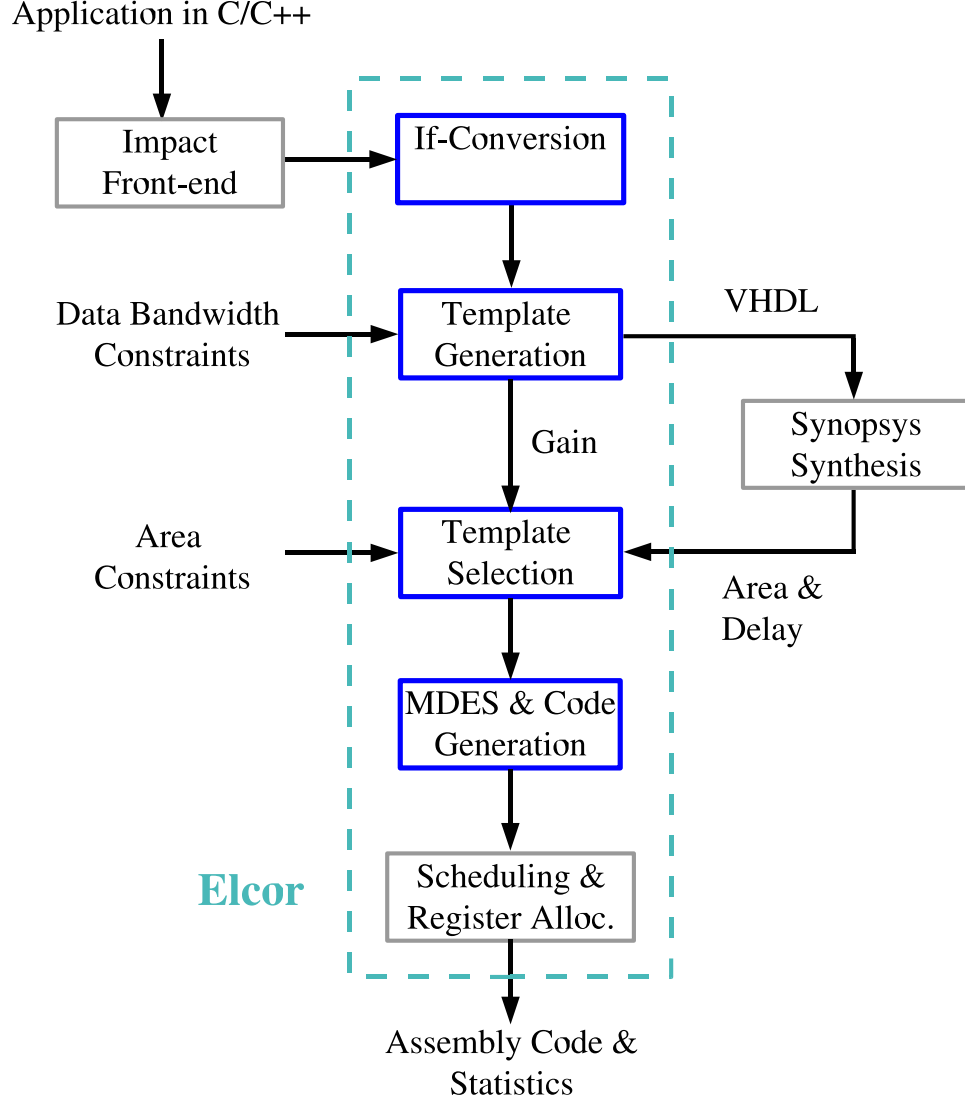 Application in C/C++
Impact
Front-end
If-Conversion
Data Bandwidth
Constraints
Template
Generation
VHDL
Synopsys
Synthesis
Gain
Area
Constraints
Template
Selection
Area &
Delay
MDES & Code
Generation
Elcor
Scheduling &
Register Alloc.
Assembly Code &
Statistics